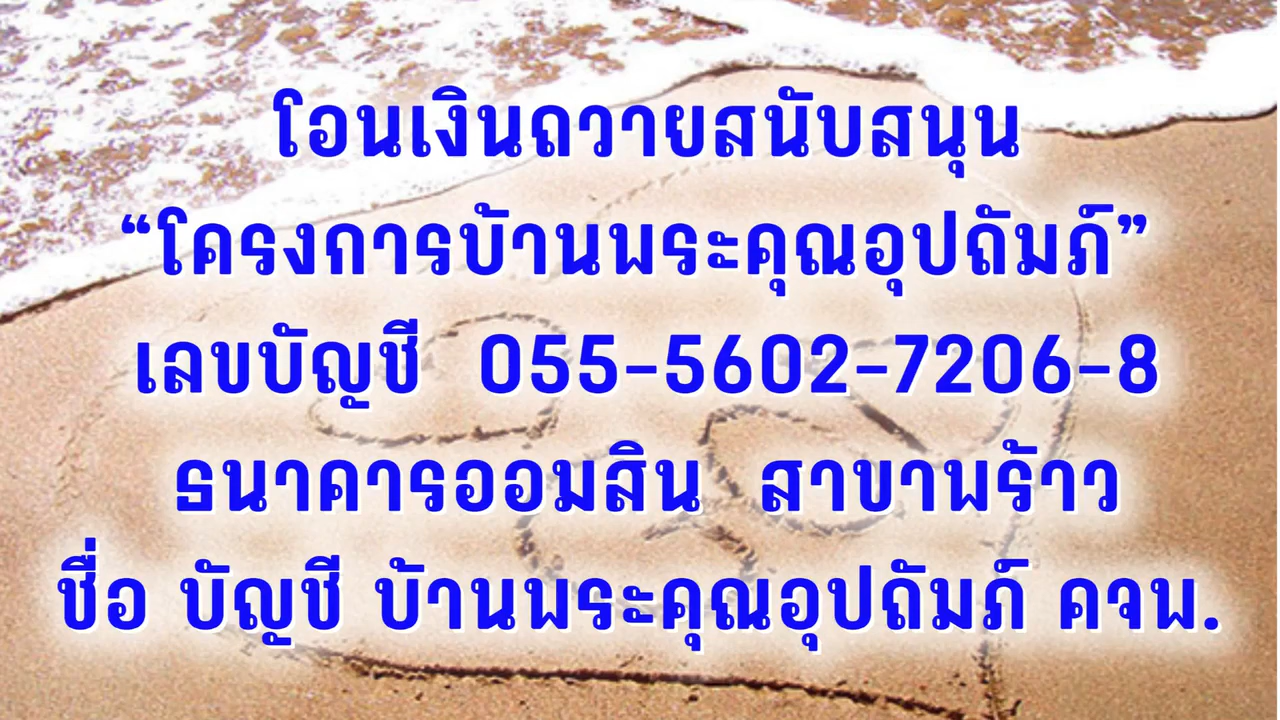 โอนเงินถวายสนับสนุน
“โครงการบ้านพระคุณอุปถัมภ์”
เลขบัญชี 055-5602-7206-8
ธนาคารออมสิน สาขาพร้าว
ชื่อ บัญชี บ้านพระคุณอุปถัมภ์ คจพ.